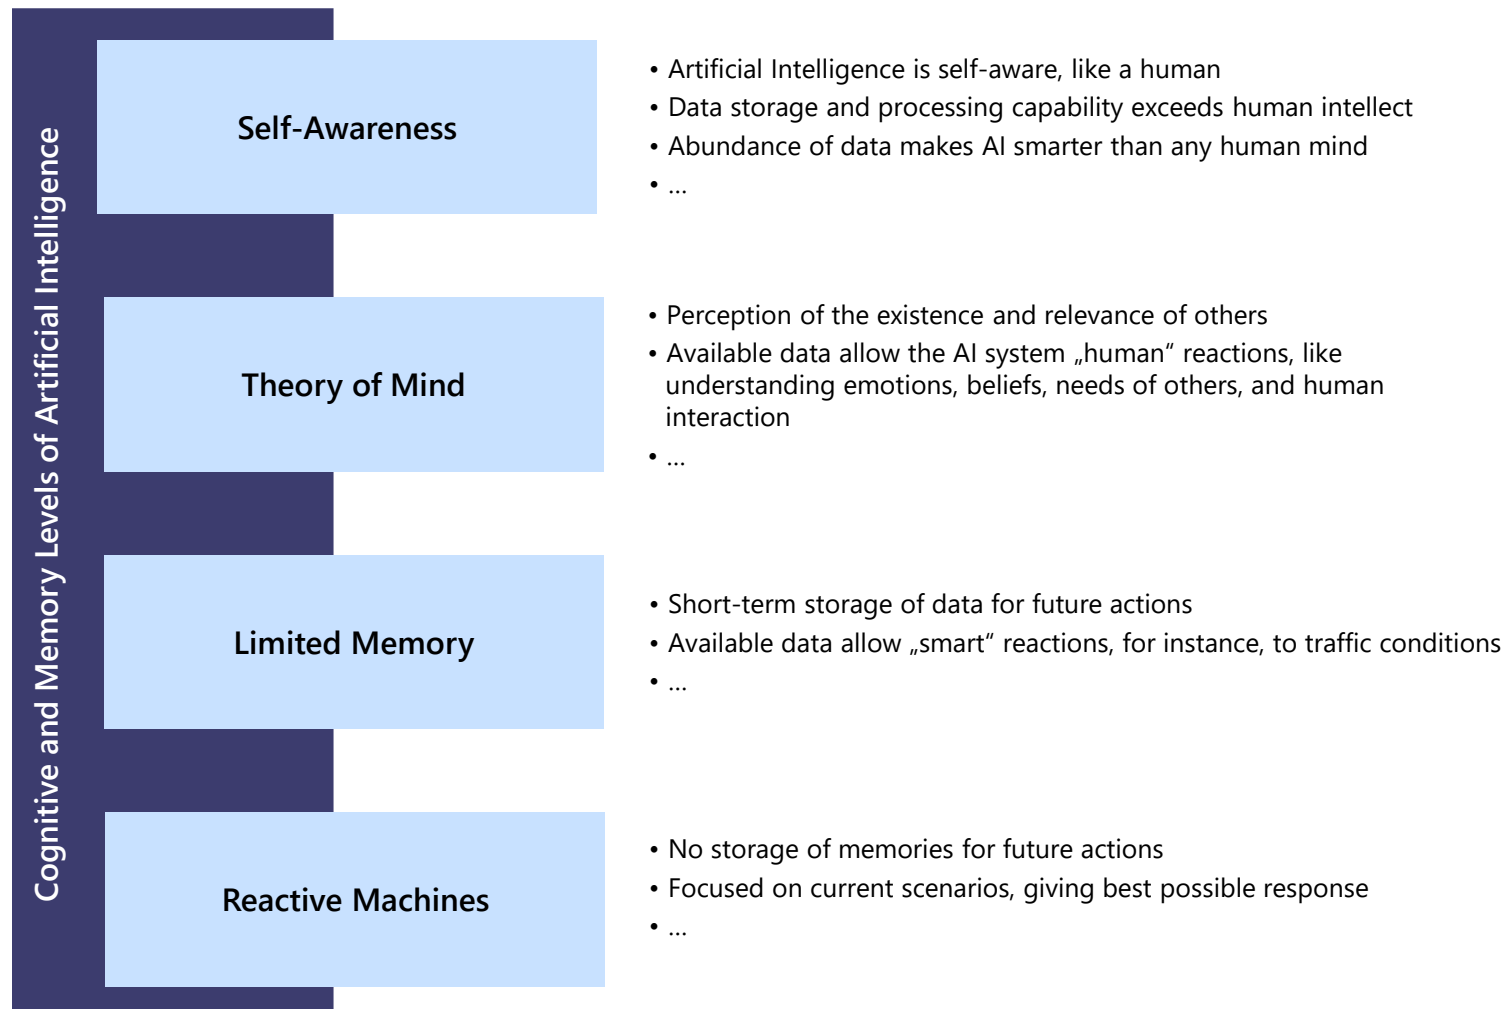 Cognitive and Memory Levels of Artificial Intelligence
Self-Awareness
• Artificial Intelligence is self-aware, like a human
• Data storage and processing capability exceeds human intellect
• Abundance of data makes AI smarter than any human mind
• ...
Theory of Mind
• Perception of the existence and relevance of others
• Available data allow the AI system „human“ reactions, like
understanding emotions, beliefs, needs of others, and human
interaction
• ...
Limited Memory
• Short-term storage of data for future actions
• Available data allow „smart“ reactions, for instance, to traffic conditions
• ...
Reactive Machines
• No storage of memories for future actions
• Focused on current scenarios, giving best possible response
• ...